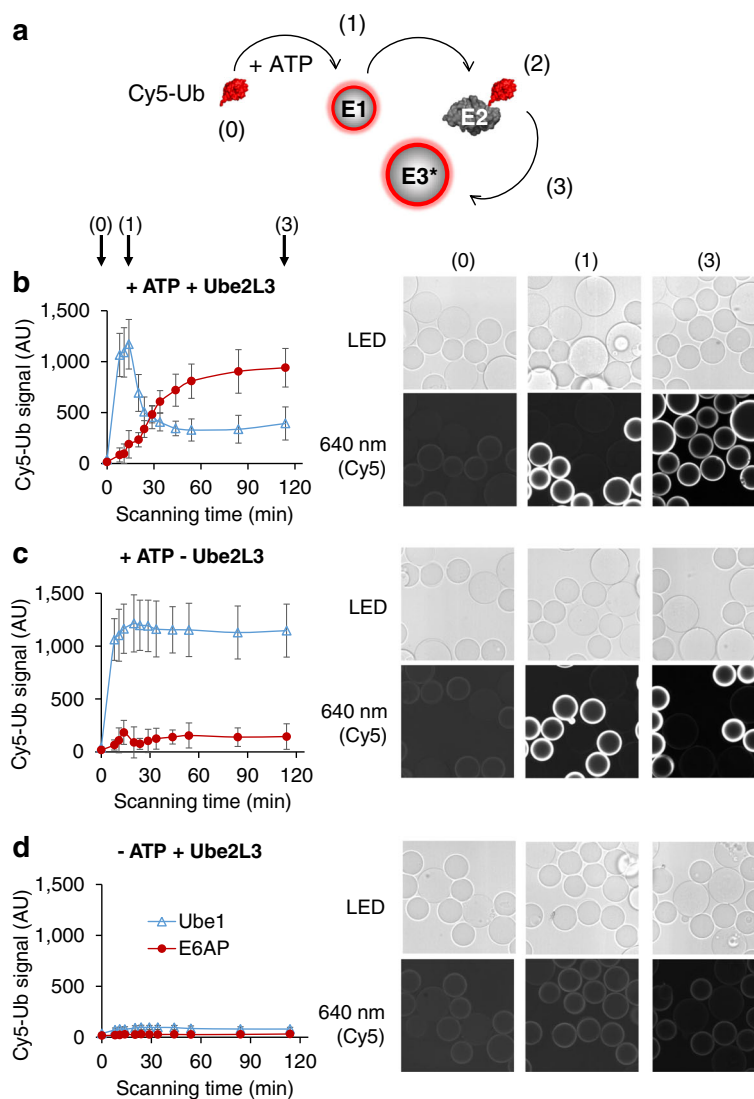 a
(1)
+ ATP
Cy5-Ub
(0)
E1
(2)
E2
E3*
(3)
(0) (1) (3)
b
+ ATP + Ube2L3
Cy5-Ub signal (AU)
1,500
1,000
500
0
0 30 60 90 120
Scanning time (min)
(0) (1) (3)
LED
640 nm
(Cy5)
c
+ ATP - Ube2L3
Cy5-Ub signal (AU)
1,500
1,000
500
0
0 30 60 90 120
Scanning time (min)
LED
640 nm
(Cy5)
d
- ATP + Ube2L3
Cy5-Ub signal (AU)
1,500
1,000
500
0
Ube1
E6AP
0 30 60 90 120
Scanning time (min)
LED
640 nm
(Cy5)